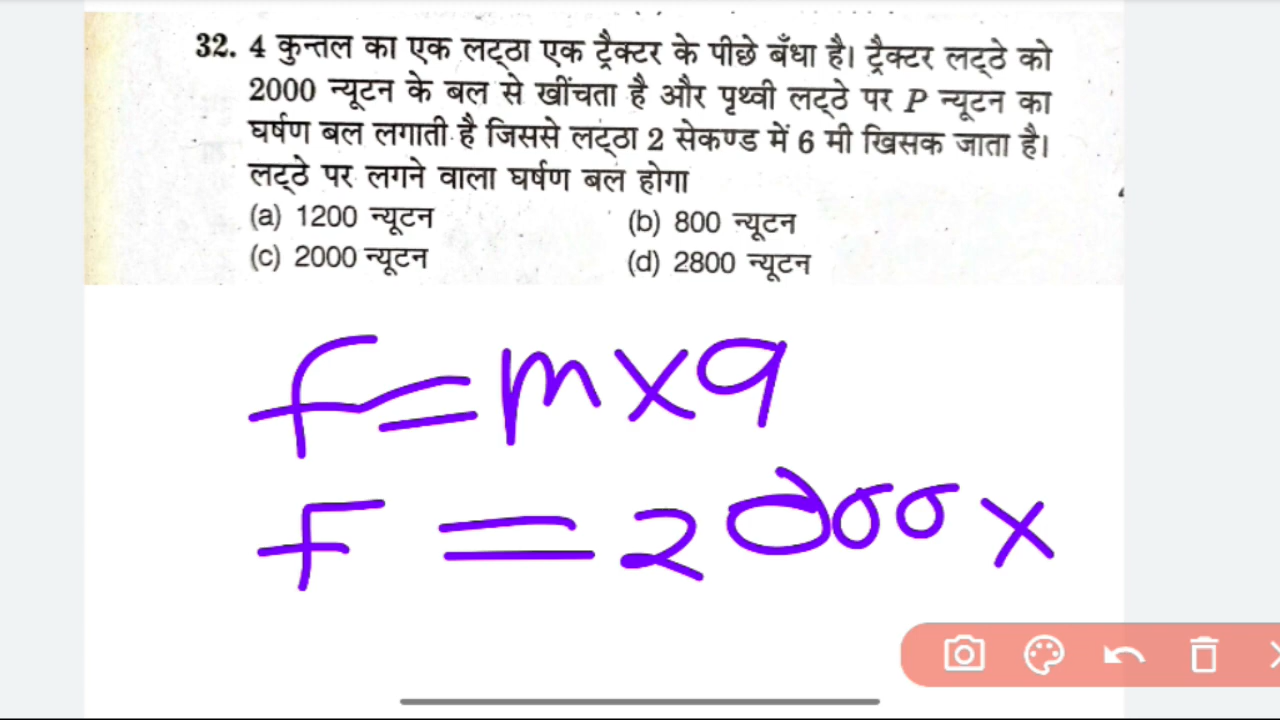 32. 4 कुन्तल का एक लट्ठा एक ट्रैक्टर के पीछे बँधा है। ट्रैक्टर लट्ठे को
2000 न्यूटन के बल से खींचता है और पृथ्वी लट्ठे पर P न्यूटन का
घर्षण बल लगाती है जिससे लट्ठा 2 सेकण्ड में 6 मी खिसक जाता है।
लट्ठे पर लगने वाला घर्षण बल होगा
(a) 1200 न्यूटन (b) 800 न्यूटन
(c) 2000 न्यूटन (d) 2800 न्यूटन
f=m×a
F=2000×